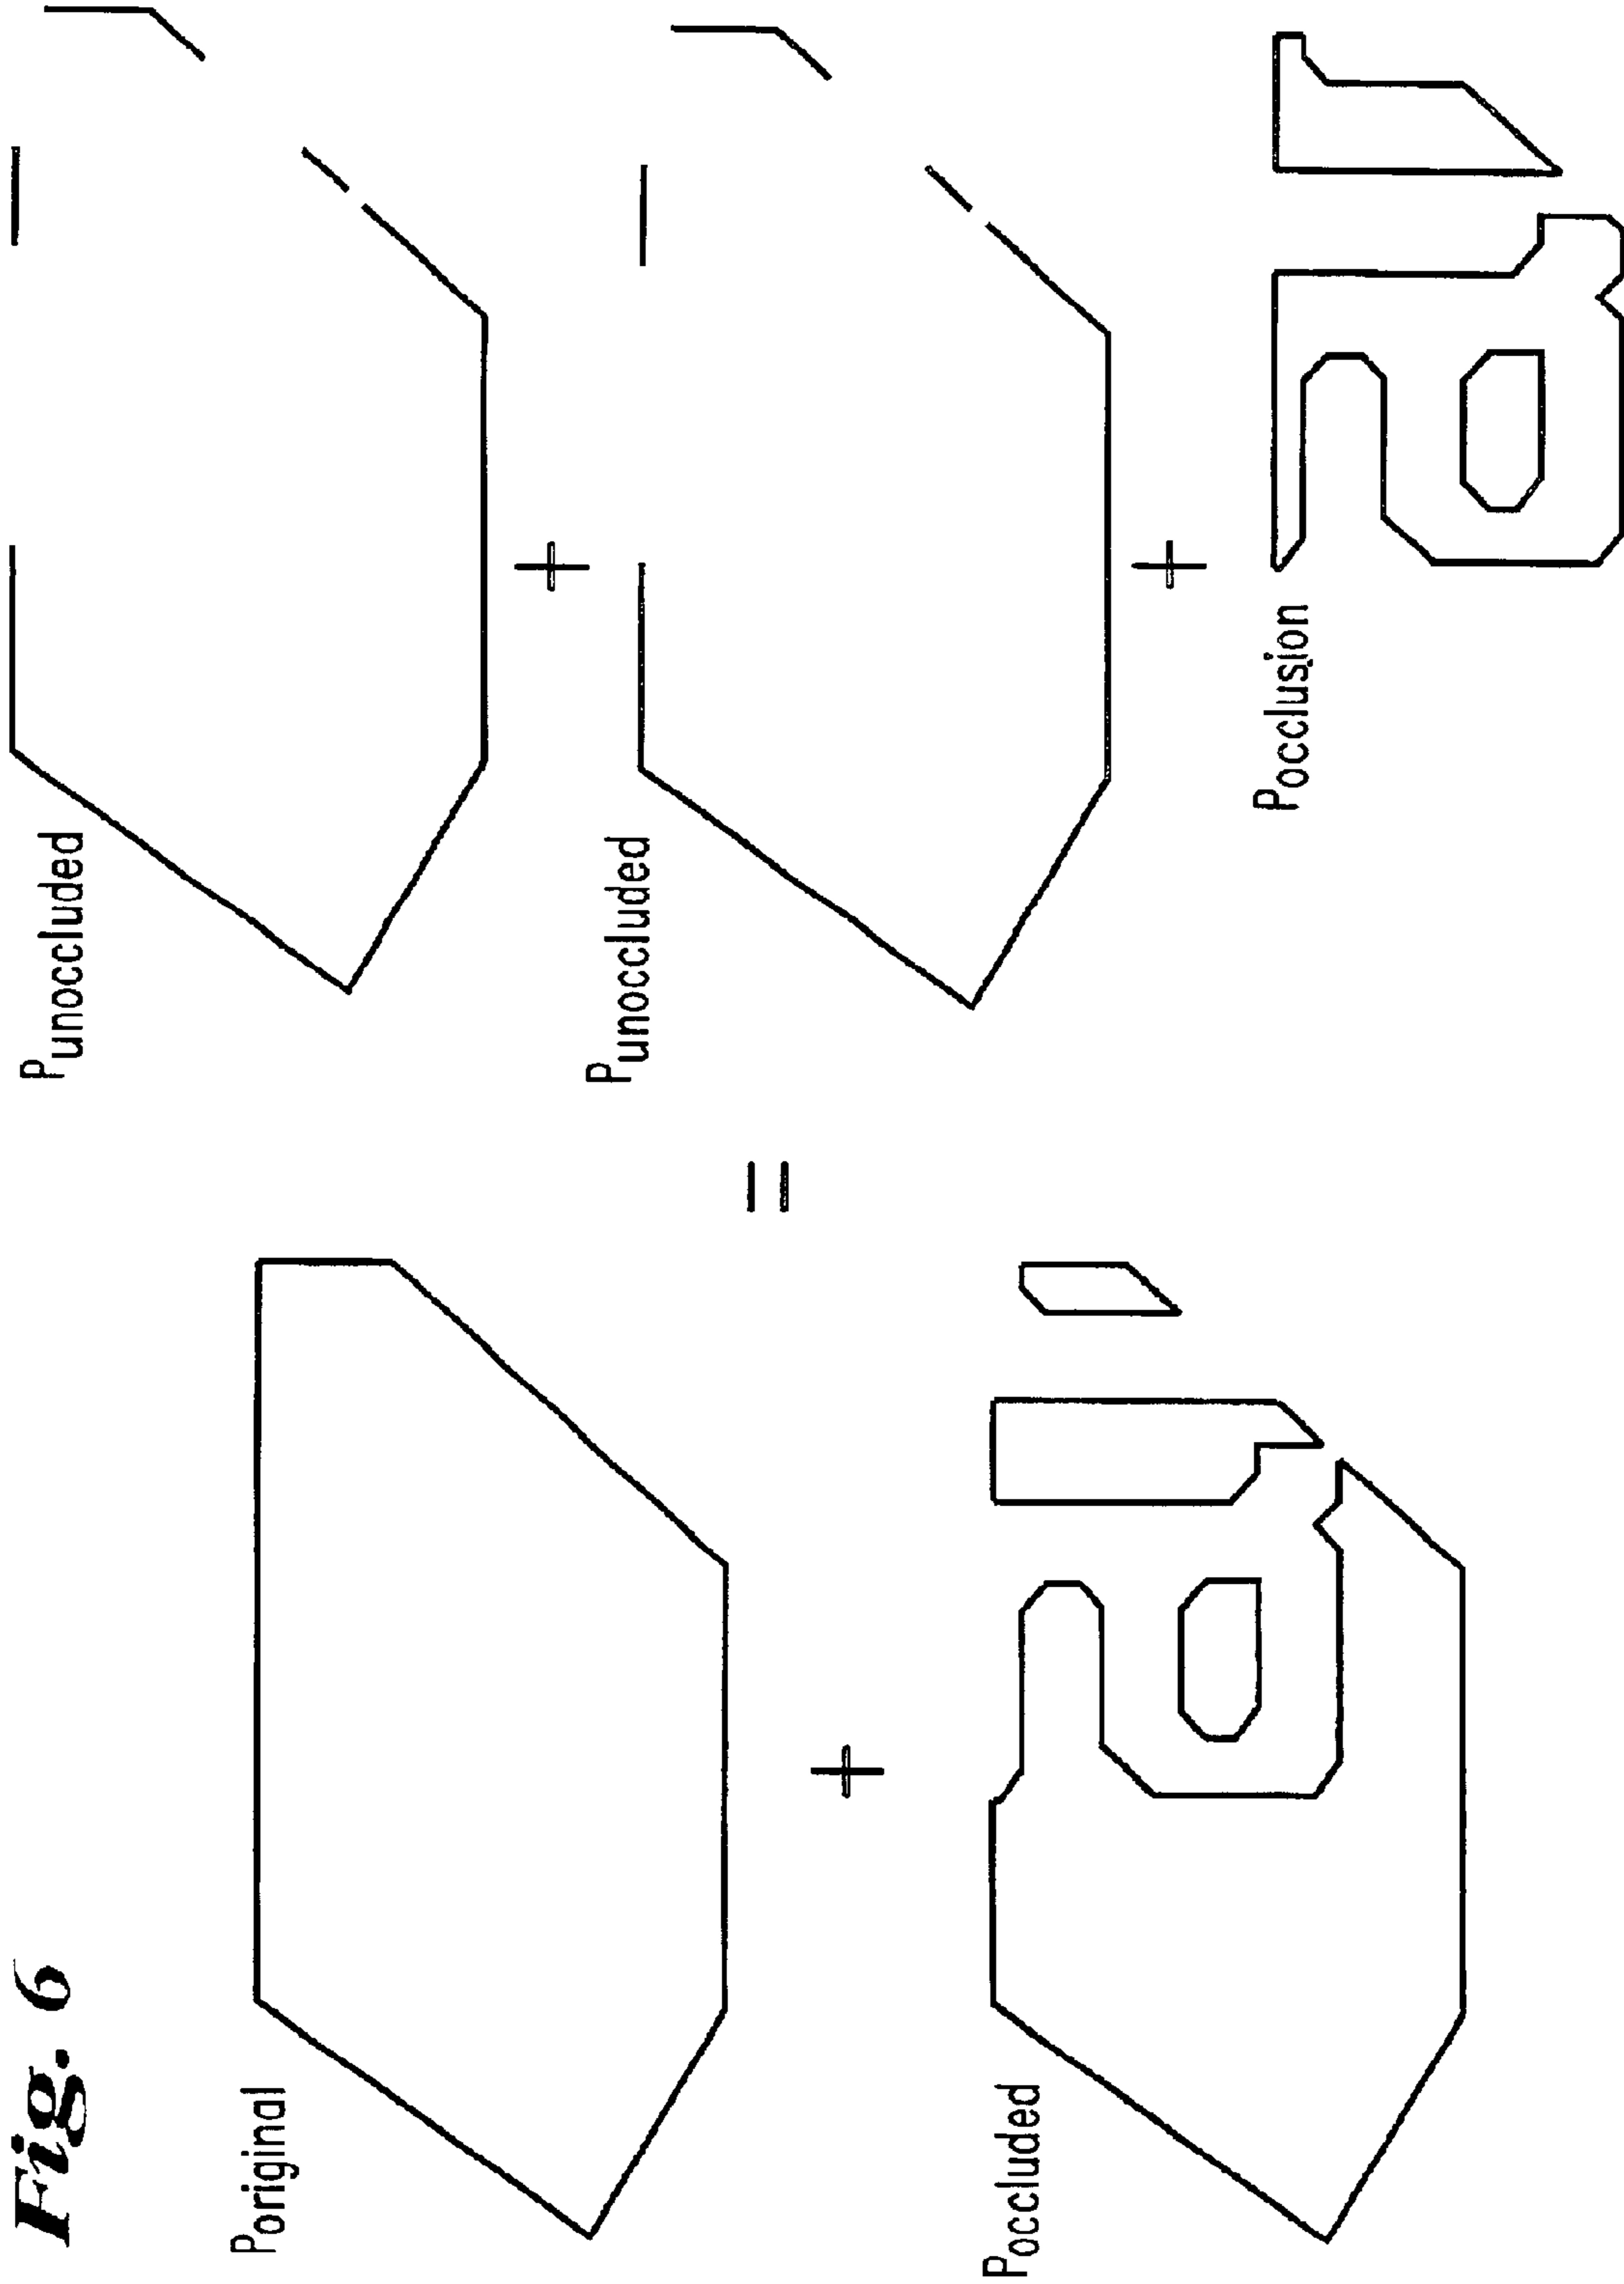 Fig. 6
Poriginal
+
Poccluded
=
Punoccluded
+
Punoccluded
+
Pocclusion